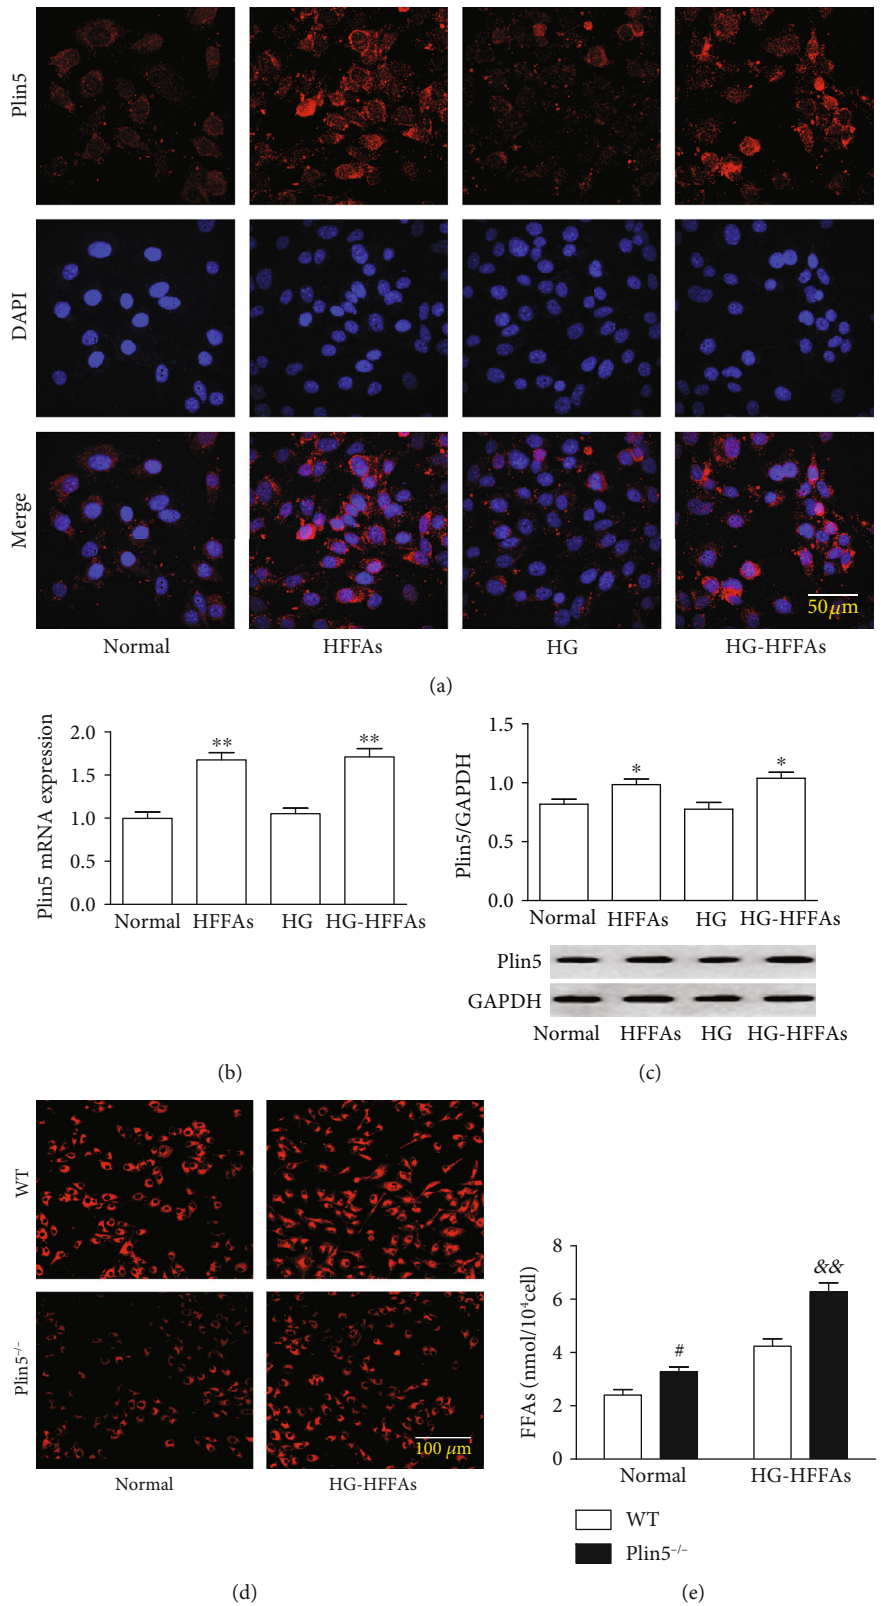 Plin5
DAPI
Merge
50 μm
Normal HFFAs HG HG-HFFAs
(a)
Plin5 mRNA expression
2.0
1.5
1.0
0.5
0.0
** **
Normal HFFAs HG HG-HFFAs
(b)
Plin5/GAPDH
1.5
1.0
0.5
0.0
* *
Normal HFFAs HG HG-HFFAs
Plin5
GAPDH
Normal HFFAs HG HG-HFFAs
(c)
WT
Plin5⁻/⁻
100 μm
Normal HG-HFFAs
(d)
FFAs (nmol/10⁴cell)
8
6
4
2
0
# &&
Normal HG-HFFAs
WT
Plin5⁻/⁻
(e)